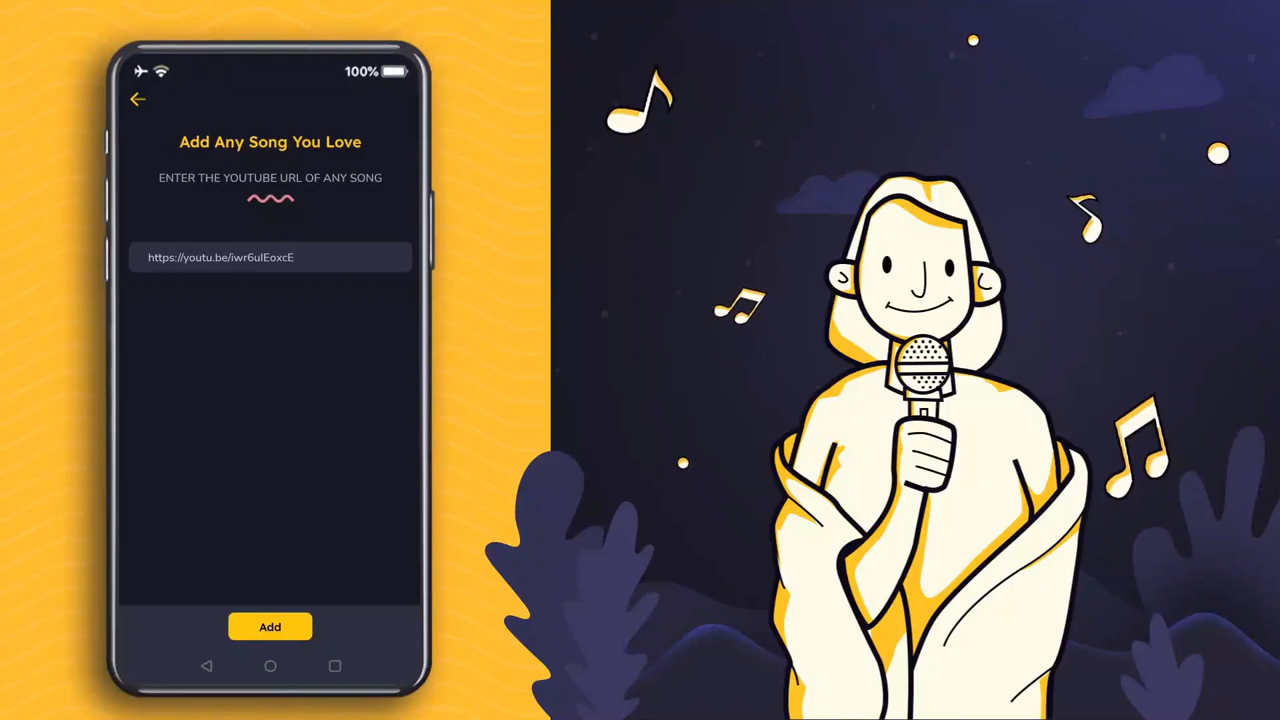 100%
Add Any Song You Love
ENTER THE YOUTUBE URL OF ANY SONG
https://youtu.be/iwr6ulEoxcE
Add